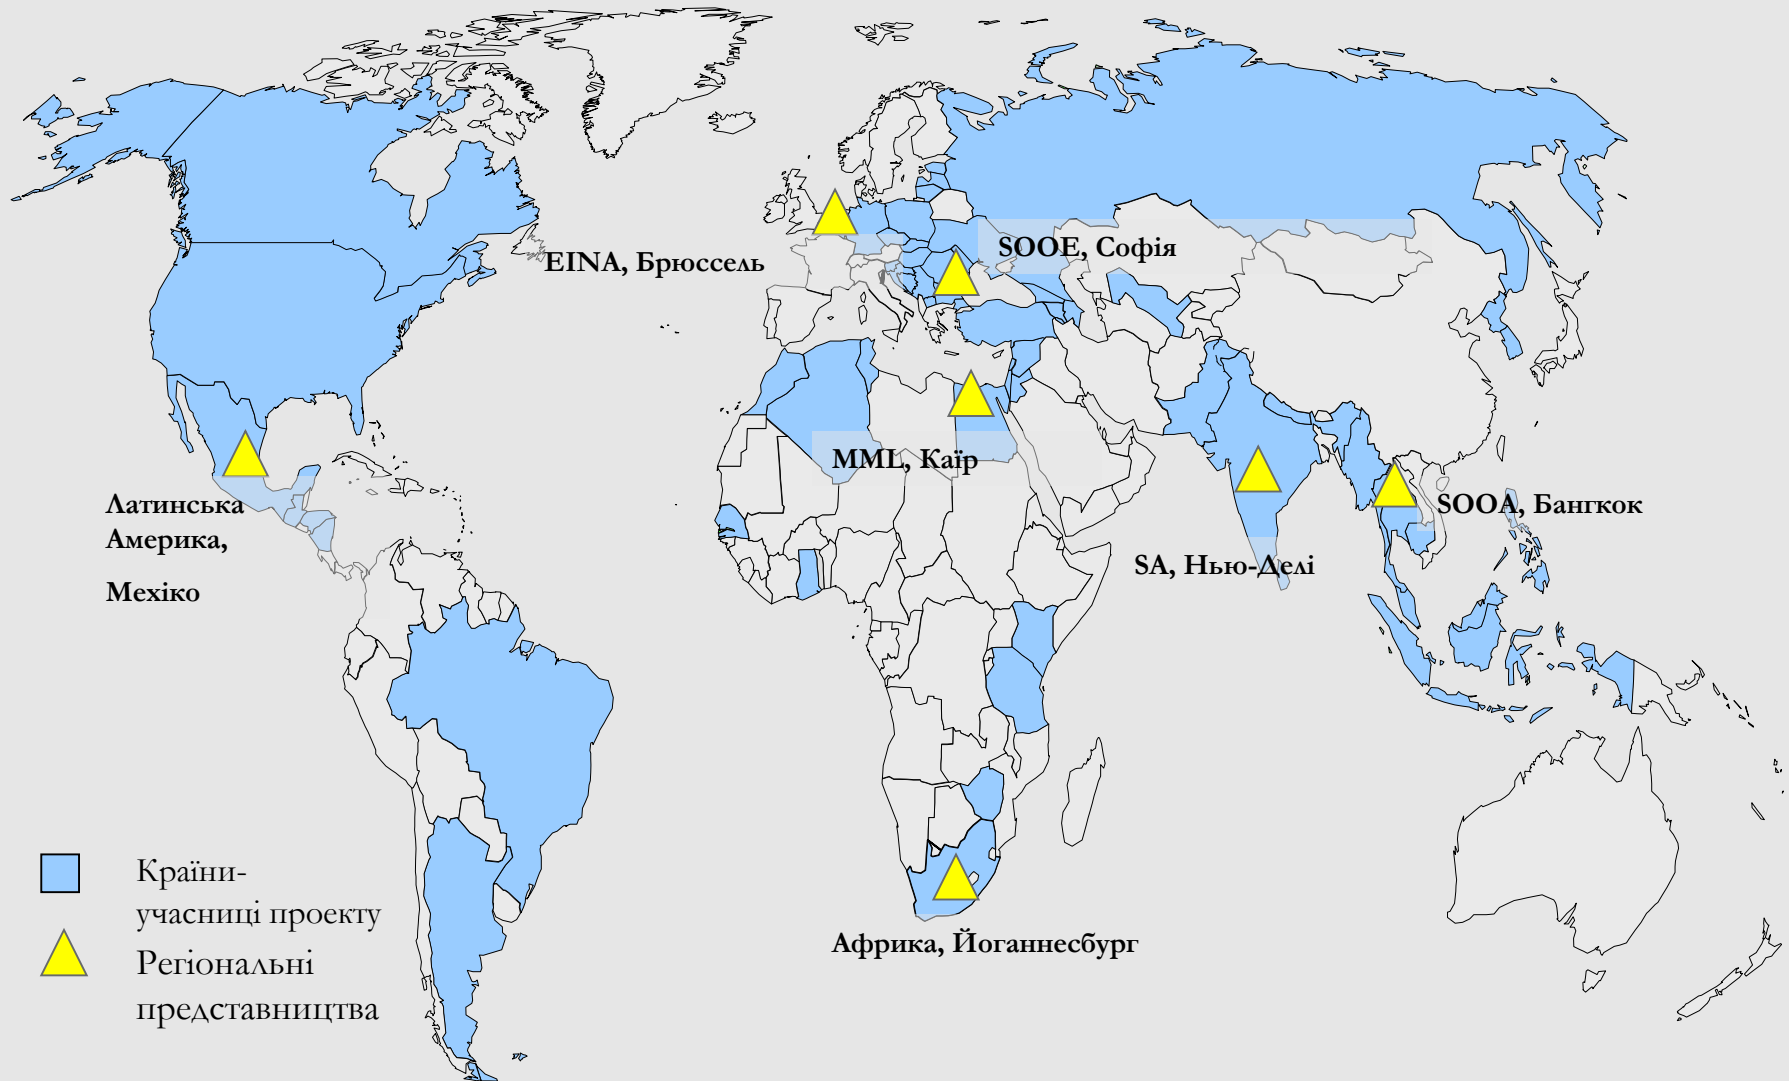 EINA, Брюссель
SOOE, Софія
MML, Каїр
Латинська
Америка,
Мехіко
SOOA, Бангкок
SA, Нью-Делі
Африка, Йоганнесбург
Країни-
учасниці проекту
Регіональні
представництва